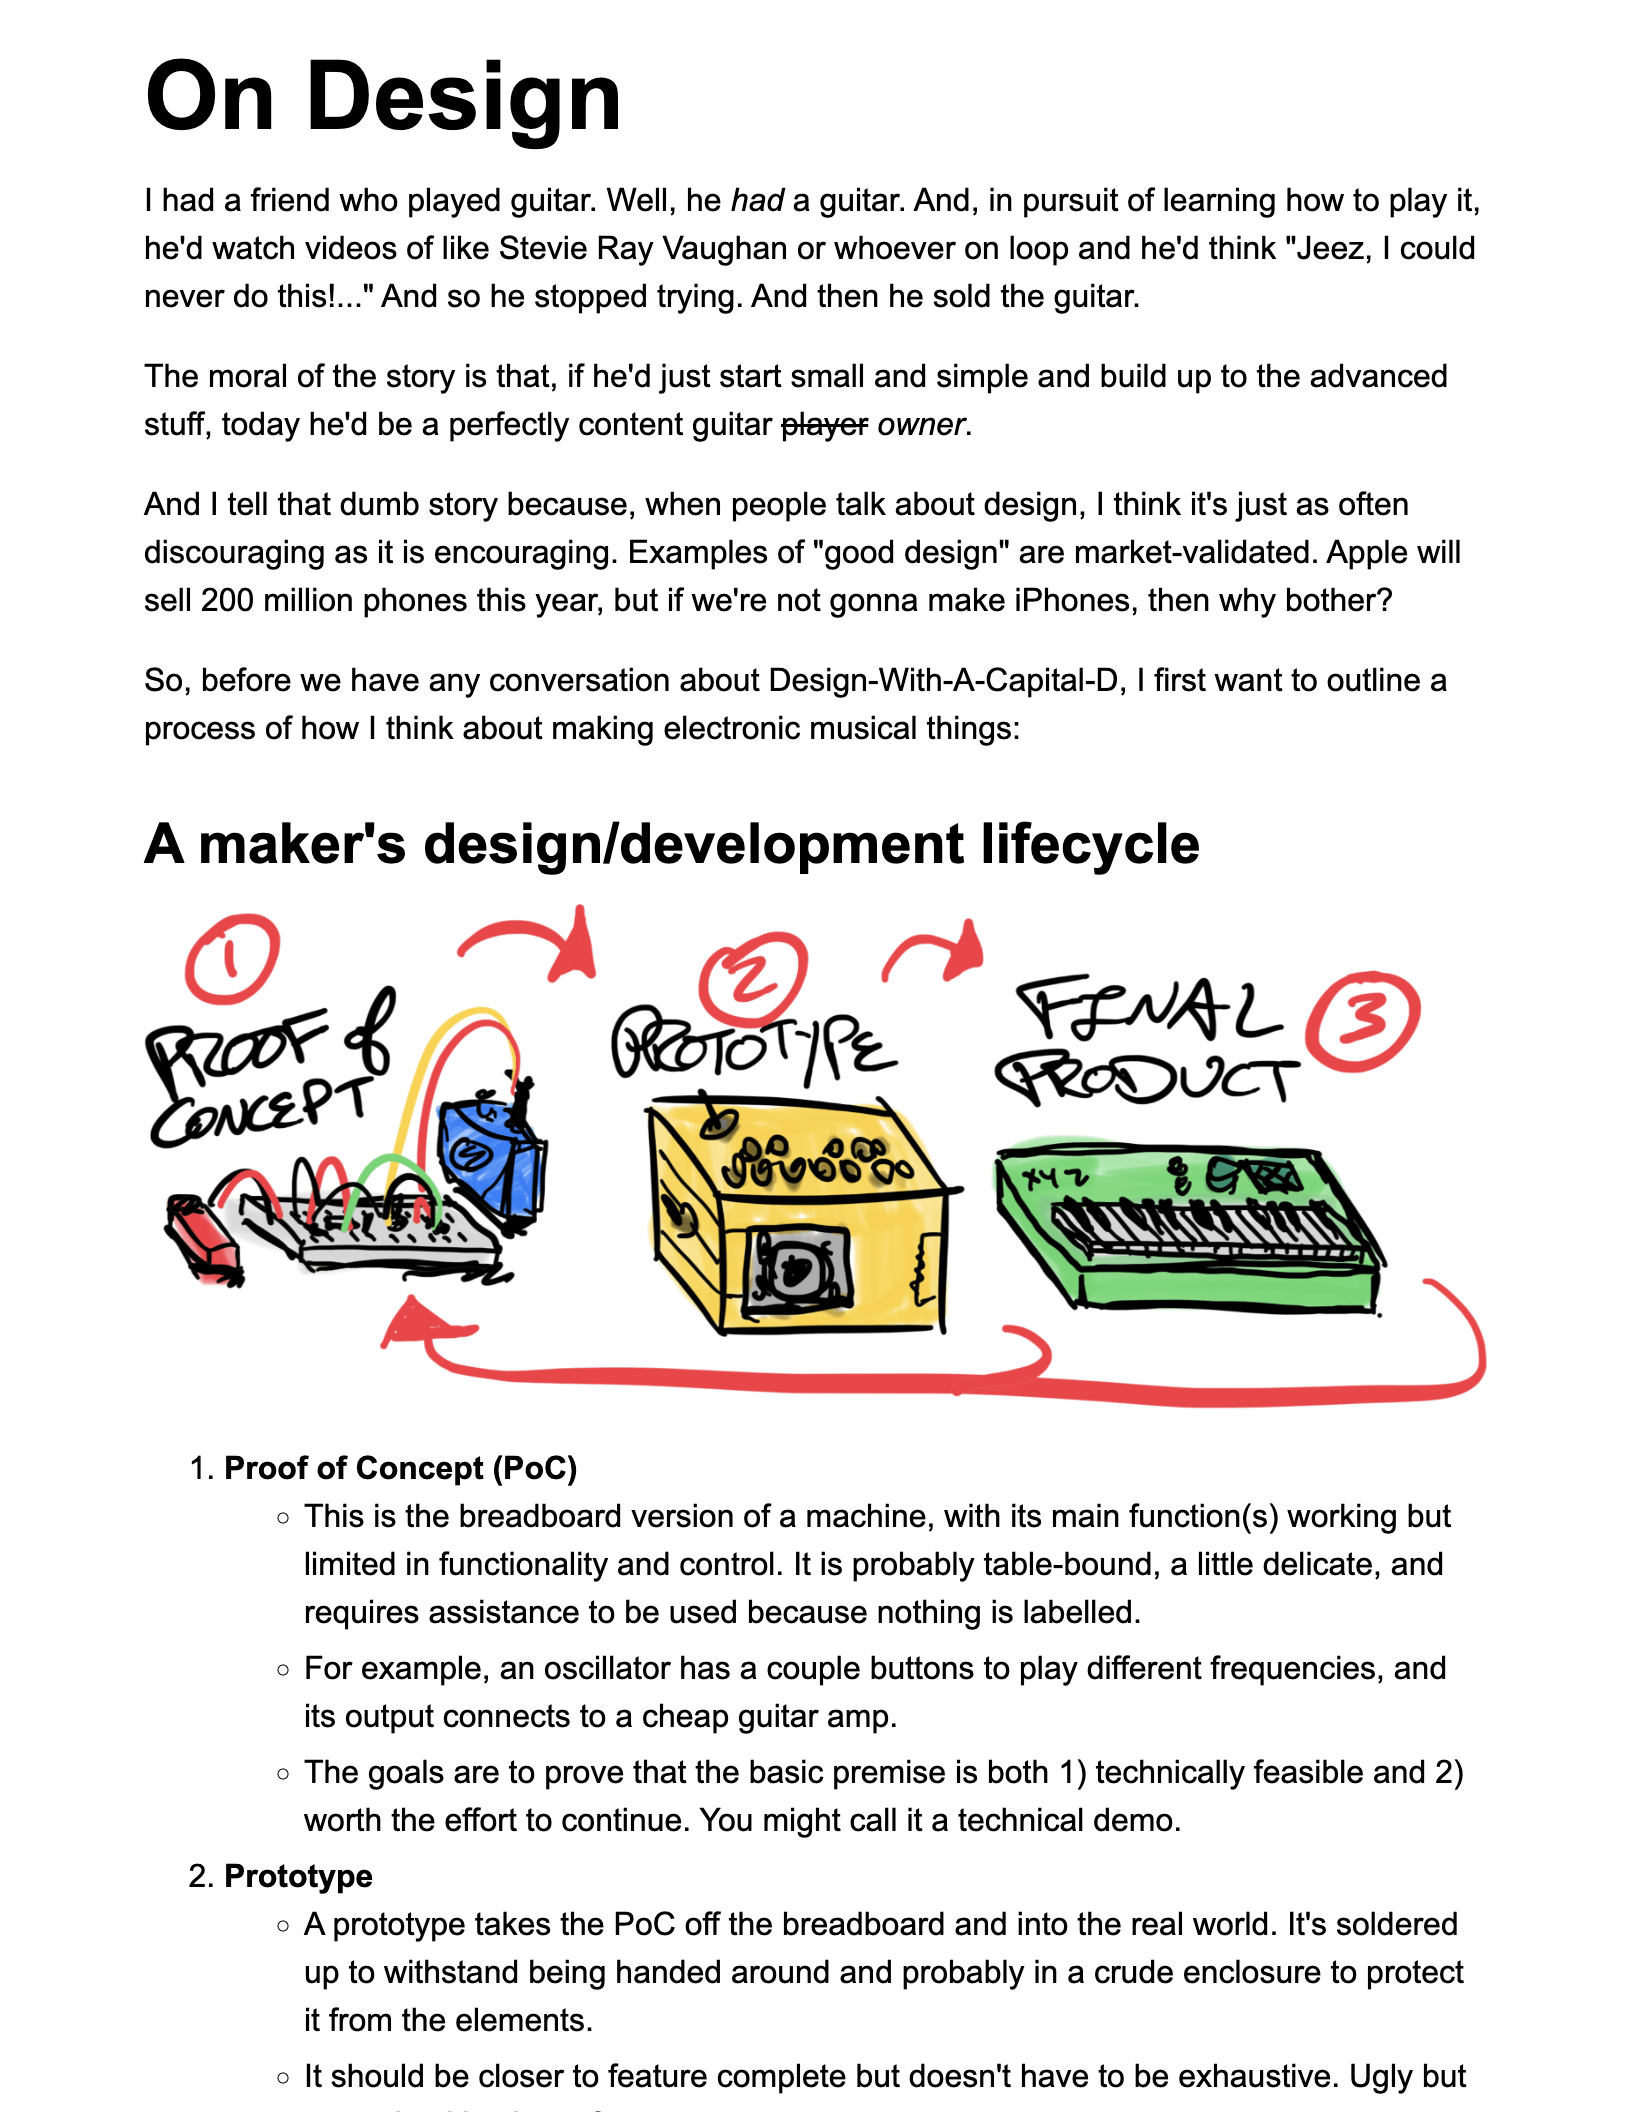 On Design
I had a friend who played guitar. Well, he had a guitar. And, in pursuit of learning how to play it,
he'd watch videos of like Stevie Ray Vaughan or whoever on loop and he'd think "Jeez, I could
never do this!..." And so he stopped trying. And then he sold the guitar.
The moral of the story is that, if he'd just start small and simple and build up to the advanced
stuff, today he'd be a perfectly content guitar player owner.
And I tell that dumb story because, when people talk about design, I think it's just as often
discouraging as it is encouraging. Examples of "good design" are market-validated. Apple will
sell 200 million phones this year, but if we're not gonna make iPhones, then why bother?
So, before we have any conversation about Design-With-A-Capital-D, I first want to outline a
process of how I think about making electronic musical things:
A maker's design/development lifecycle
1
PROOF of
CONCEPT
2
PROTOTYPE
FINAL
PRODUCT
3
XYZ
1. Proof of Concept (PoC)
○ This is the breadboard version of a machine, with its main function(s) working but
limited in functionality and control. It is probably table-bound, a little delicate, and
requires assistance to be used because nothing is labelled.
○ For example, an oscillator has a couple buttons to play different frequencies, and
its output connects to a cheap guitar amp.
○ The goals are to prove that the basic premise is both 1) technically feasible and 2)
worth the effort to continue. You might call it a technical demo.
2. Prototype
○ A prototype takes the PoC off the breadboard and into the real world. It's soldered
up to withstand being handed around and probably in a crude enclosure to protect
it from the elements.
○ It should be closer to feature complete but doesn't have to be exhaustive. Ugly but